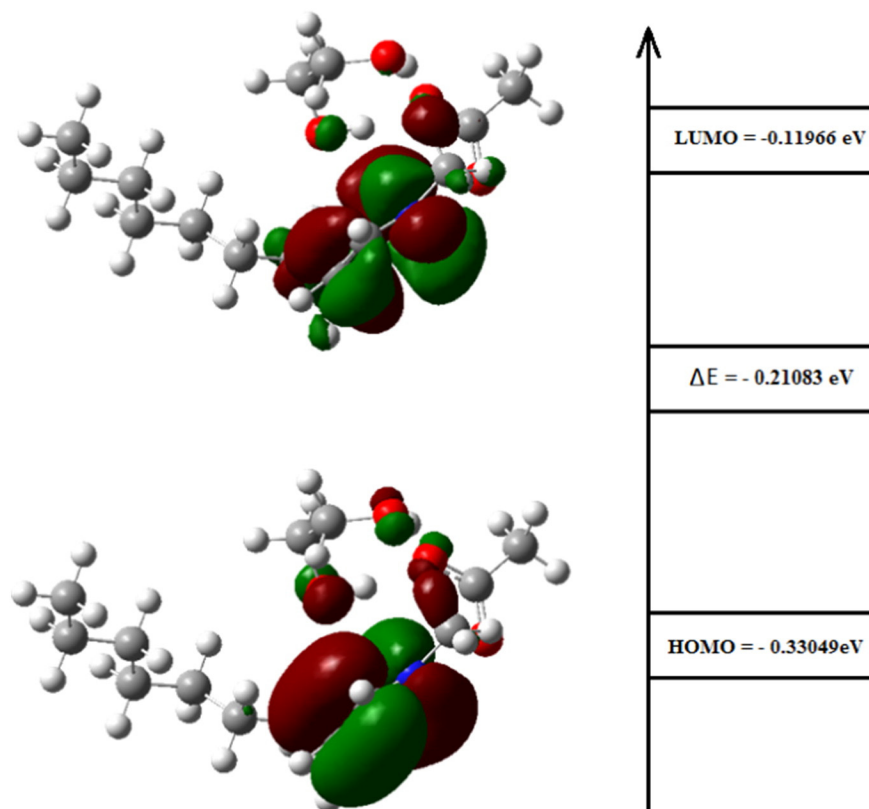 LUMO = -0.11966 eV
ΔE = - 0.21083 eV
HOMO = - 0.33049eV